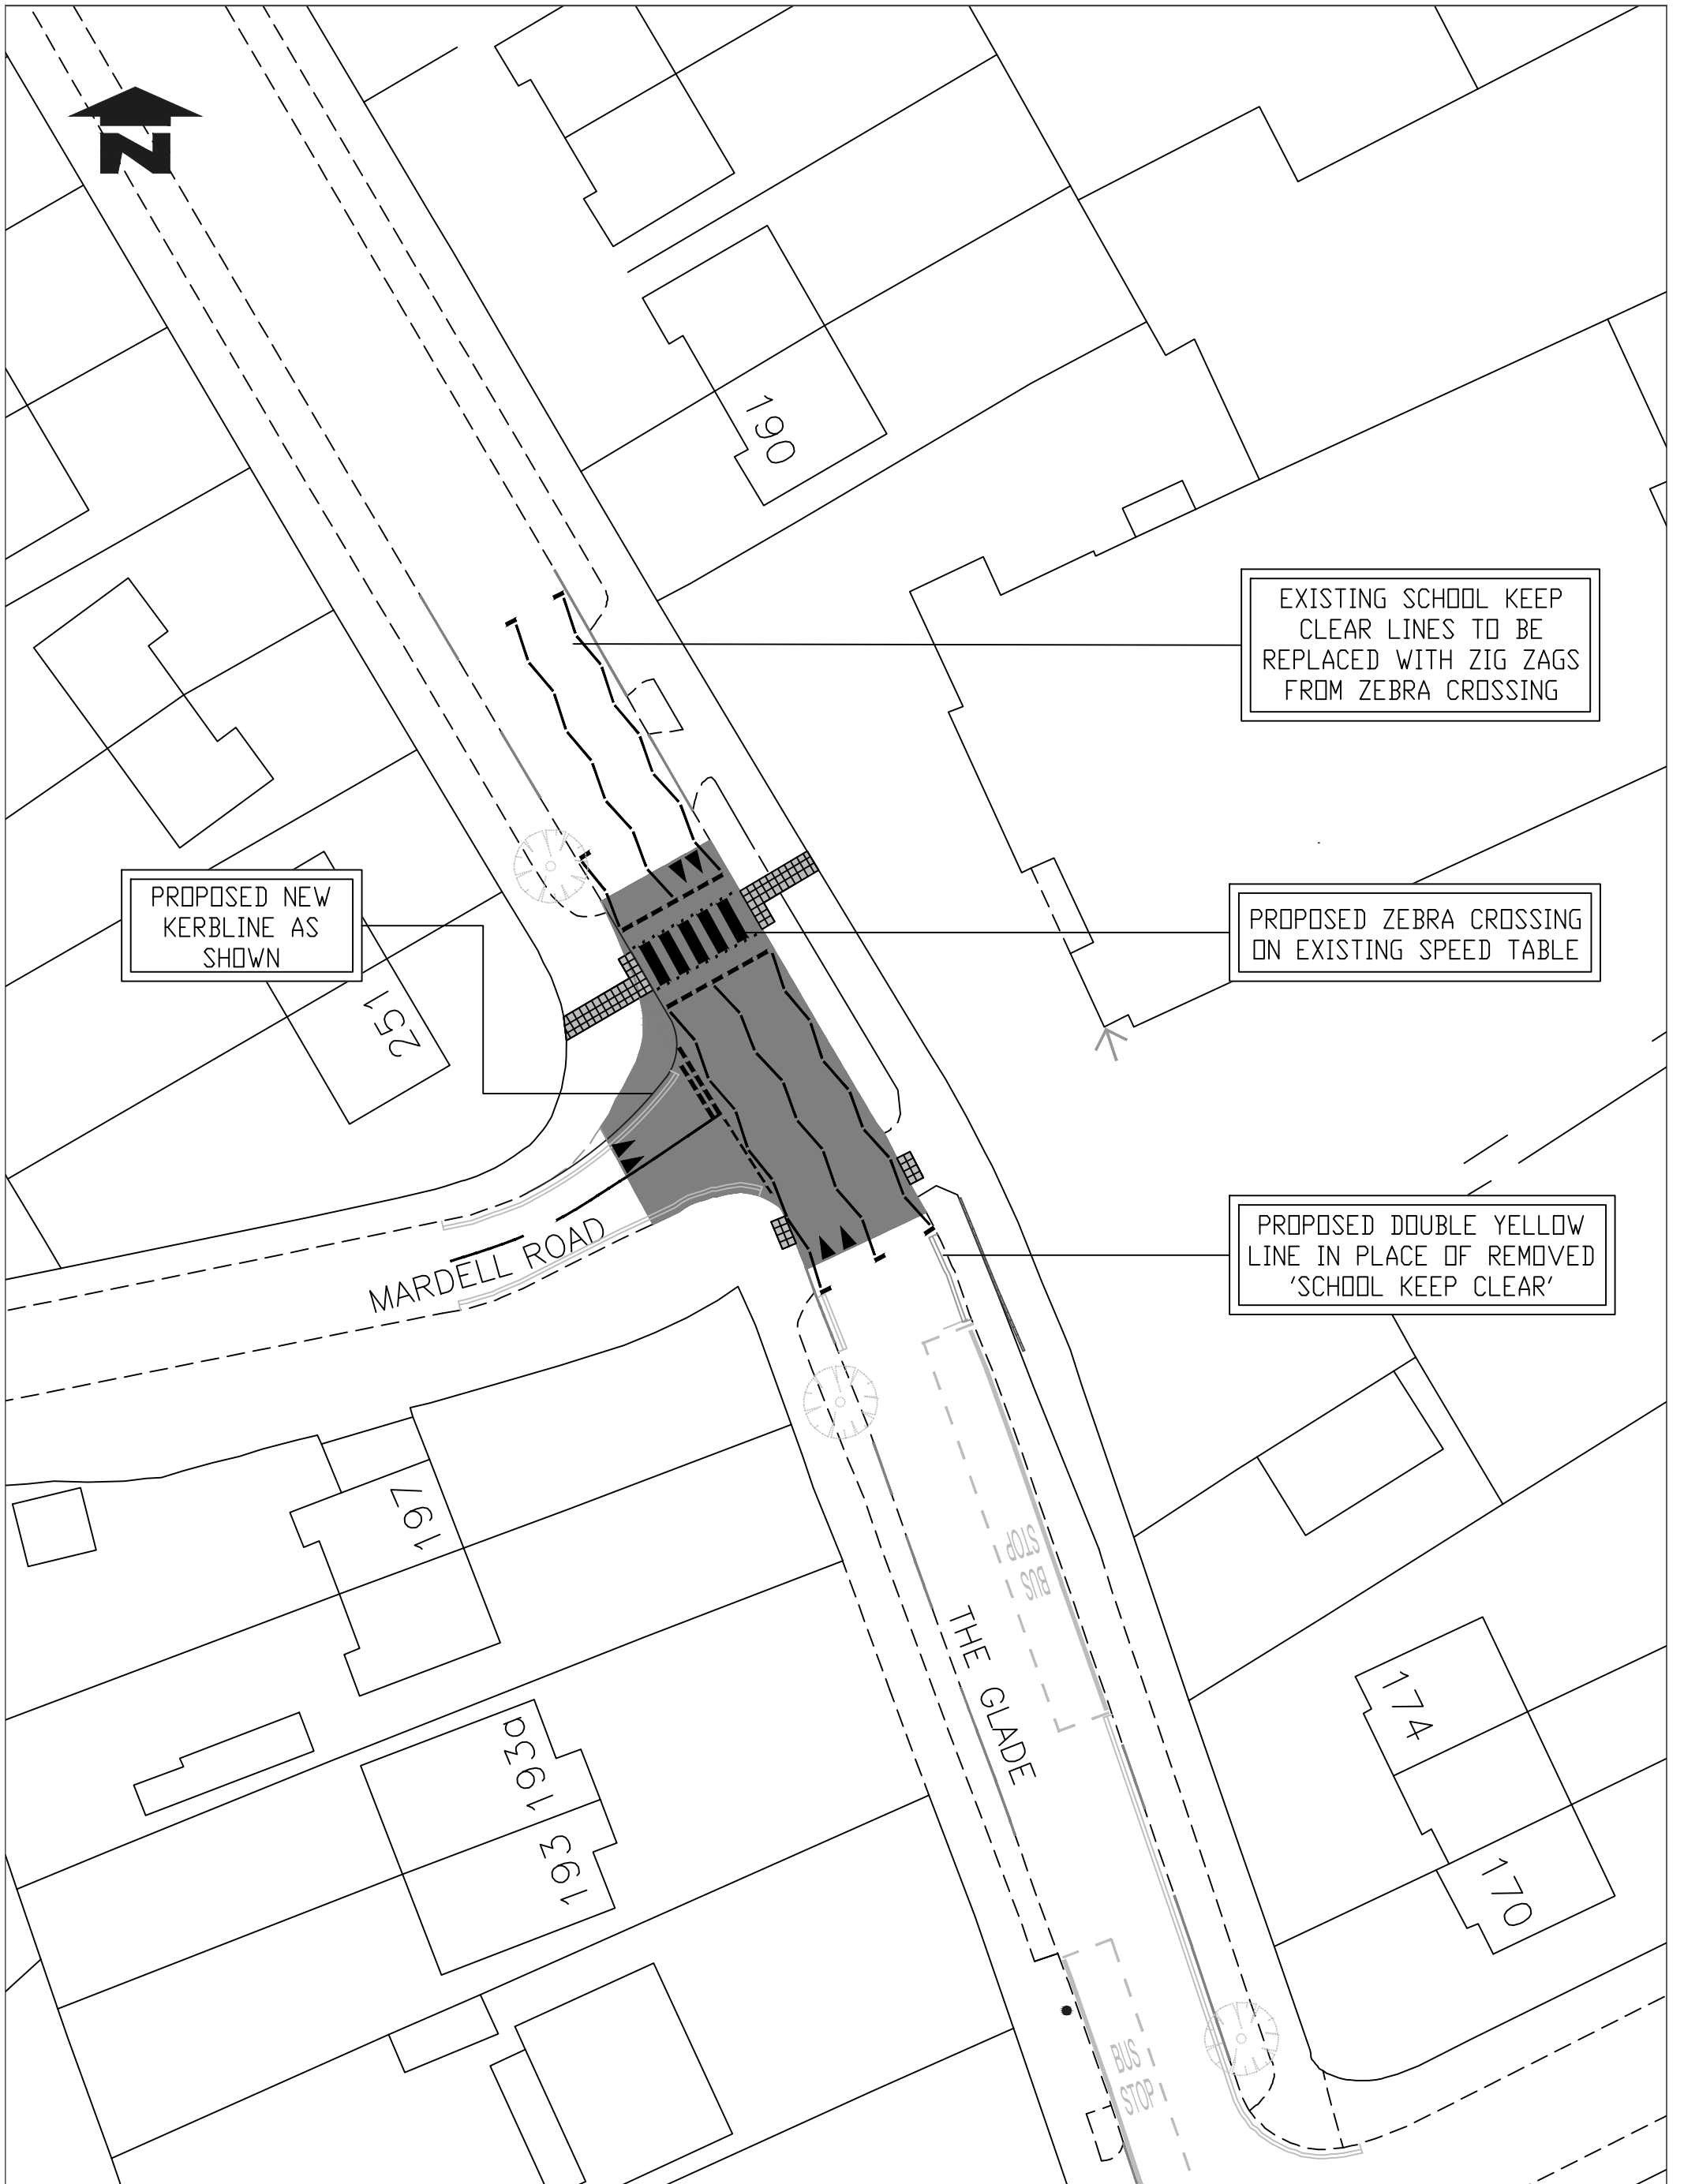 N
190
EXISTING SCHOOL KEEP
CLEAR LINES TO BE
REPLACED WITH ZIG ZAGS
FROM ZEBRA CROSSING
PROPOSED NEW
KERBLINE AS
SHOWN
PROPOSED ZEBRA CROSSING
ON EXISTING SPEED TABLE
251
PROPOSED DOUBLE YELLOW
LINE IN PLACE OF REMOVED
'SCHOOL KEEP CLEAR'
MARDELL ROAD
197
BUS
STOP
THE GLADE
174
193a
193
170
BUS
STOP